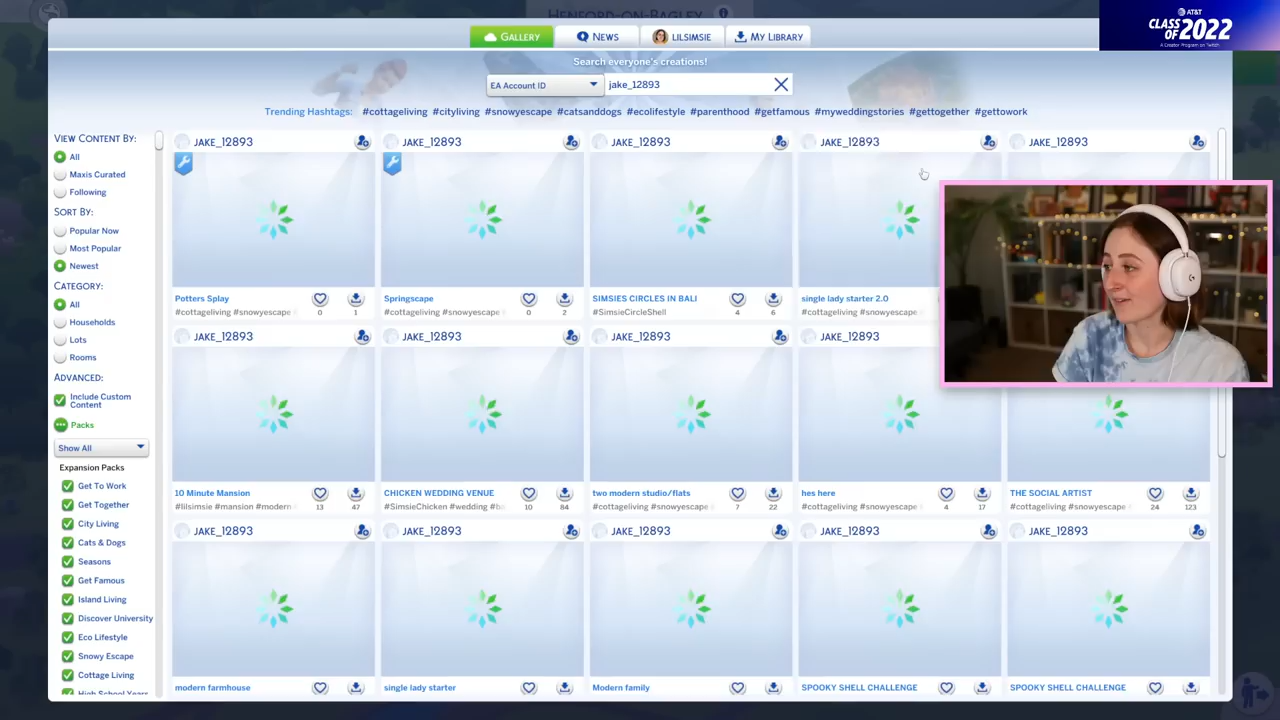 HENFORD-ON-BAGLEY
AT&T
CLASS OF 2022
A Creator Program on Twitch
GALLERY
NEWS
LILSIMSIE
MY LIBRARY
Search everyone's creations!
EA Account ID
jake_12893
Trending Hashtags: #cottageliving #cityliving #snowyescape #catsanddogs #ecolifestyle #parenthood #getfamous #myweddingstories #gettogether #gettowork
VIEW CONTENT BY:
All
Maxis Curated
Following
SORT BY:
Popular Now
Most Popular
Newest
CATEGORY:
All
Households
Lots
Rooms
ADVANCED:
Include Custom
Content
Packs
Show All
Expansion Packs
Get To Work
Get Together
City Living
Cats & Dogs
Seasons
Get Famous
Island Living
Discover University
Eco Lifestyle
Snowy Escape
Cottage Living
High School Years
JAKE_12893
JAKE_12893
JAKE_12893
JAKE_12893
JAKE_12893
Potters Splay
#cottageliving #snowyescape
0 1
Springscape
#cottageliving #snowyescape
0 2
SIMSIES CIRCLES IN BALI
#SimsieCircleShell
4 6
single lady starter 2.0
#cottageliving #snowyescape
JAKE_12893
JAKE_12893
JAKE_12893
JAKE_12893
10 Minute Mansion
#lilsimsie #mansion #modern
13 47
CHICKEN WEDDING VENUE
#SimsieChicken #wedding #b
10 84
two modern studio/flats
#cottageliving #snowyescape
7 22
hes here
#cottageliving #snowyescape
4 17
THE SOCIAL ARTIST
#cottageliving #snowyescape
24 123
JAKE_12893
JAKE_12893
JAKE_12893
JAKE_12893
JAKE_12893
modern farmhouse
single lady starter
Modern family
SPOOKY SHELL CHALLENGE
SPOOKY SHELL CHALLENGE